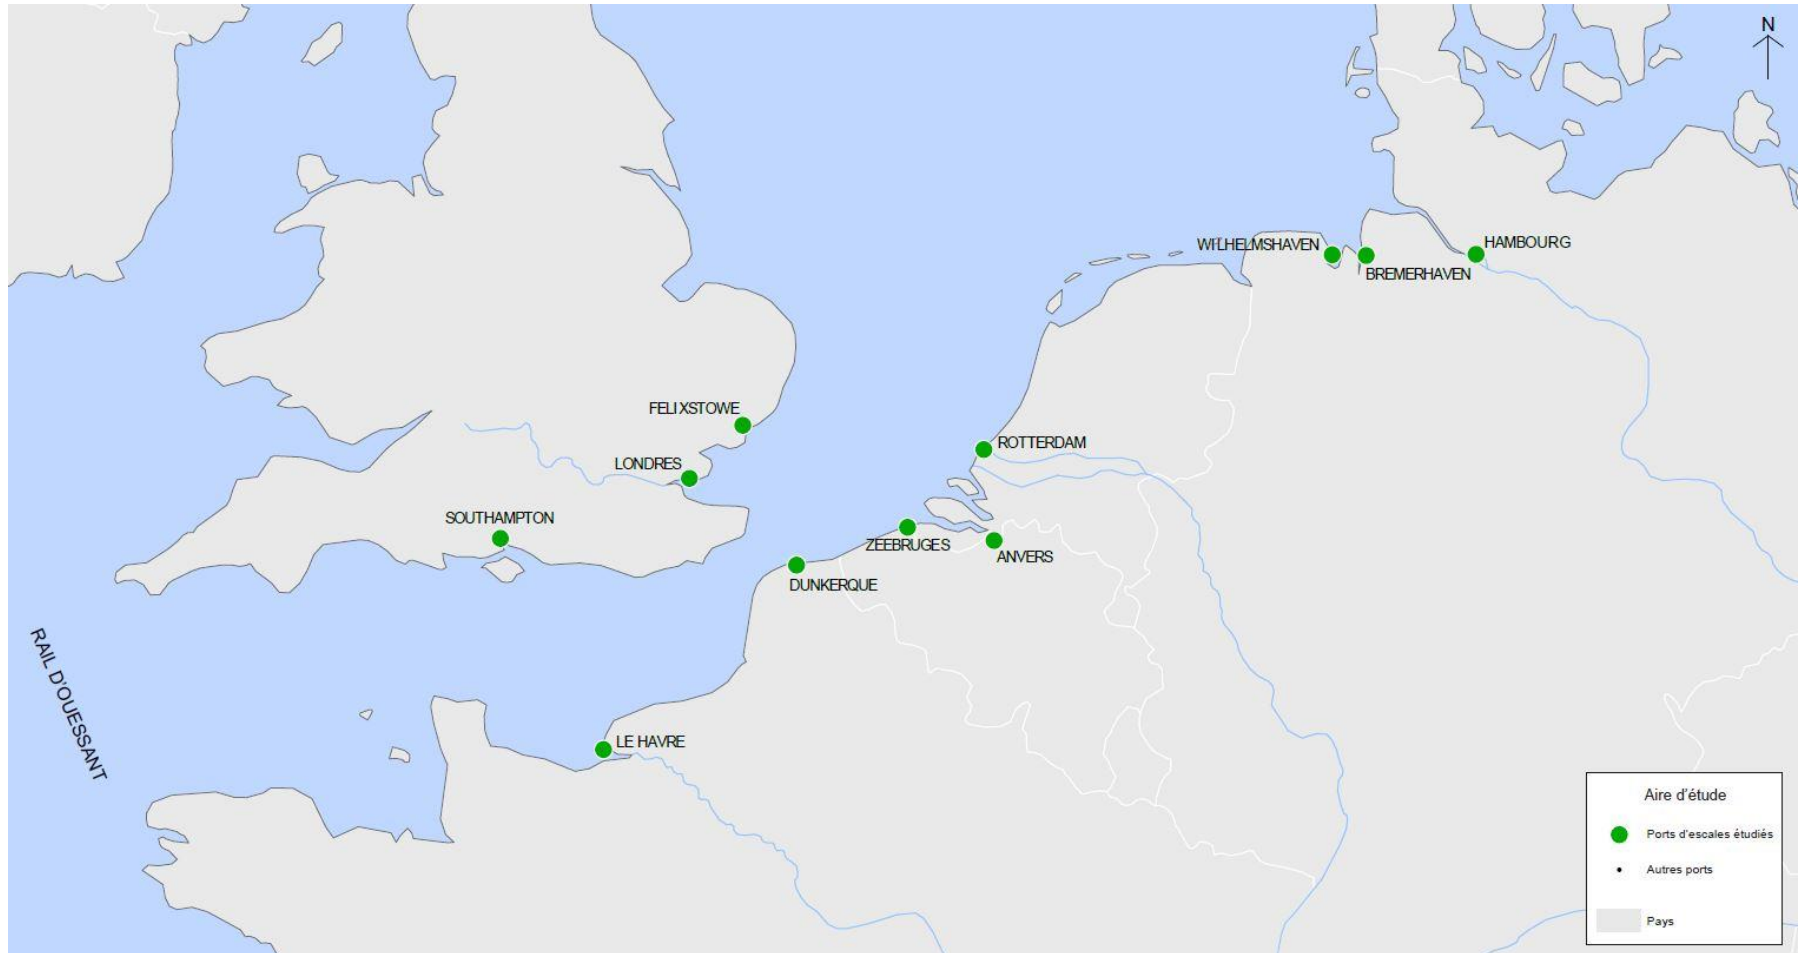 N
WILHELMSHAVEN
HAMBOURG
BREMERHAVEN
FELIXSTOWE
ROTTERDAM
LONDRES
SOUTHAMPTON
ZEEBRUGES
ANVERS
DUNKERQUE
RAIL D'OUESSANT
LE HAVRE
Aire d'étude
Ports d'escales étudiés
Autres ports
Pays